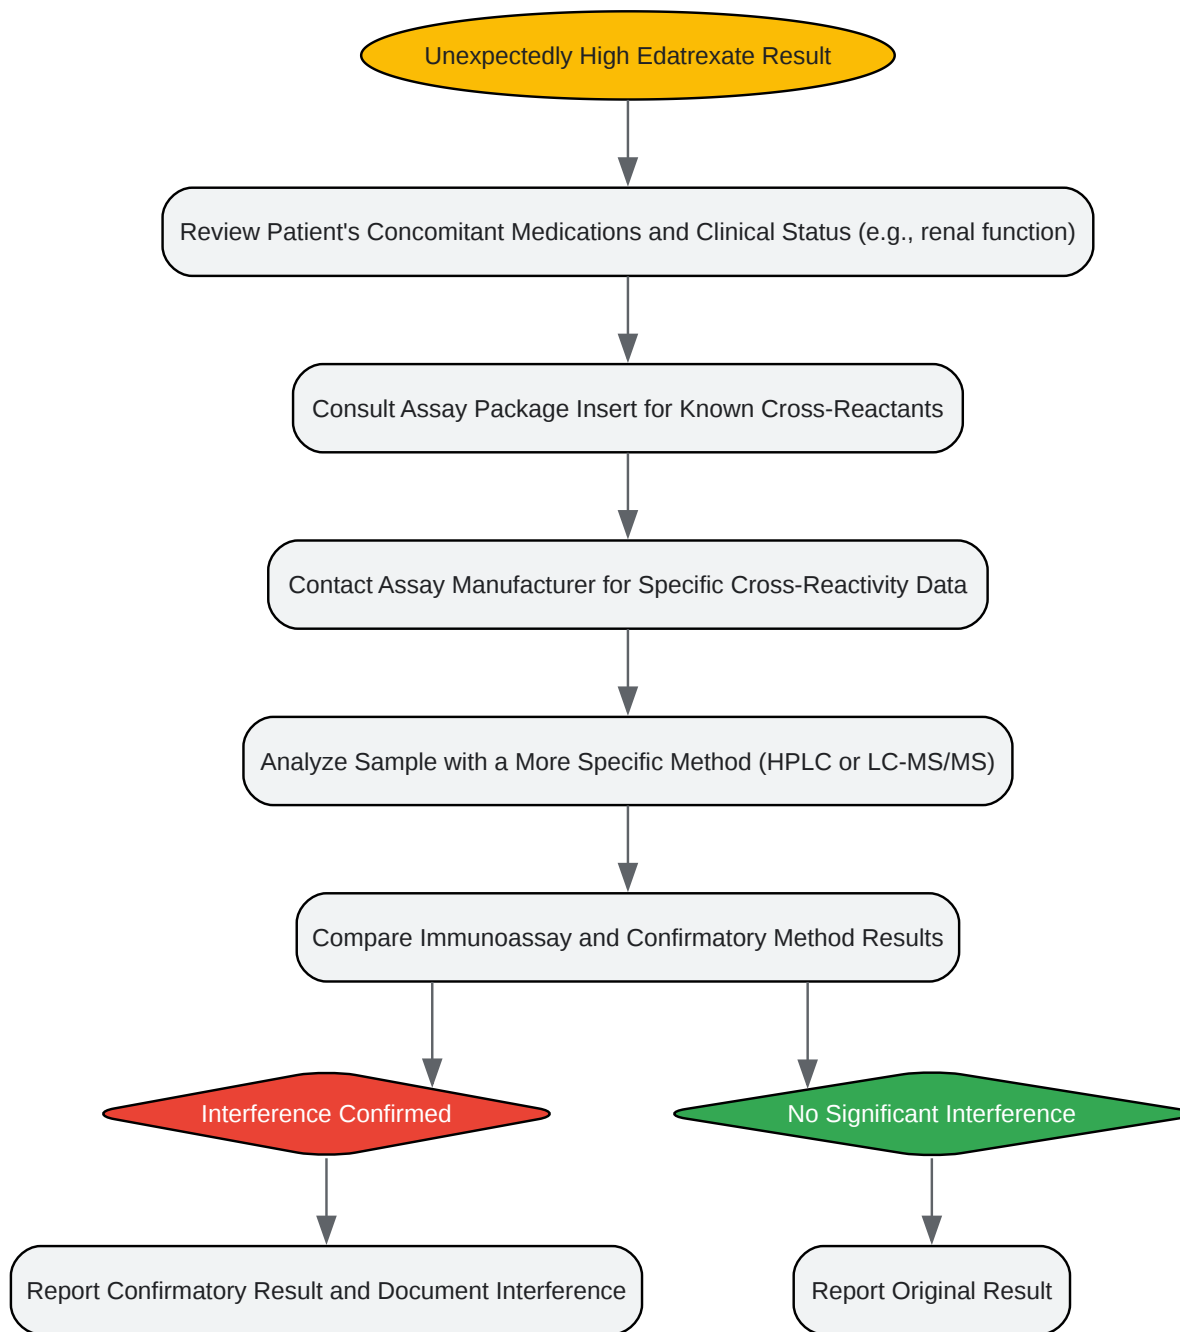 Unexpectedly High Edatrexate Result
Review Patient's Concomitant Medications and Clinical Status (e.g., renal function)
Consult Assay Package Insert for Known Cross-Reactants
Contact Assay Manufacturer for Specific Cross-Reactivity Data
Analyze Sample with a More Specific Method (HPLC or LC-MS/MS)
Compare Immunoassay and Confirmatory Method Results
Interference Confirmed
No Significant Interference
Report Confirmatory Result and Document Interference
Report Original Result